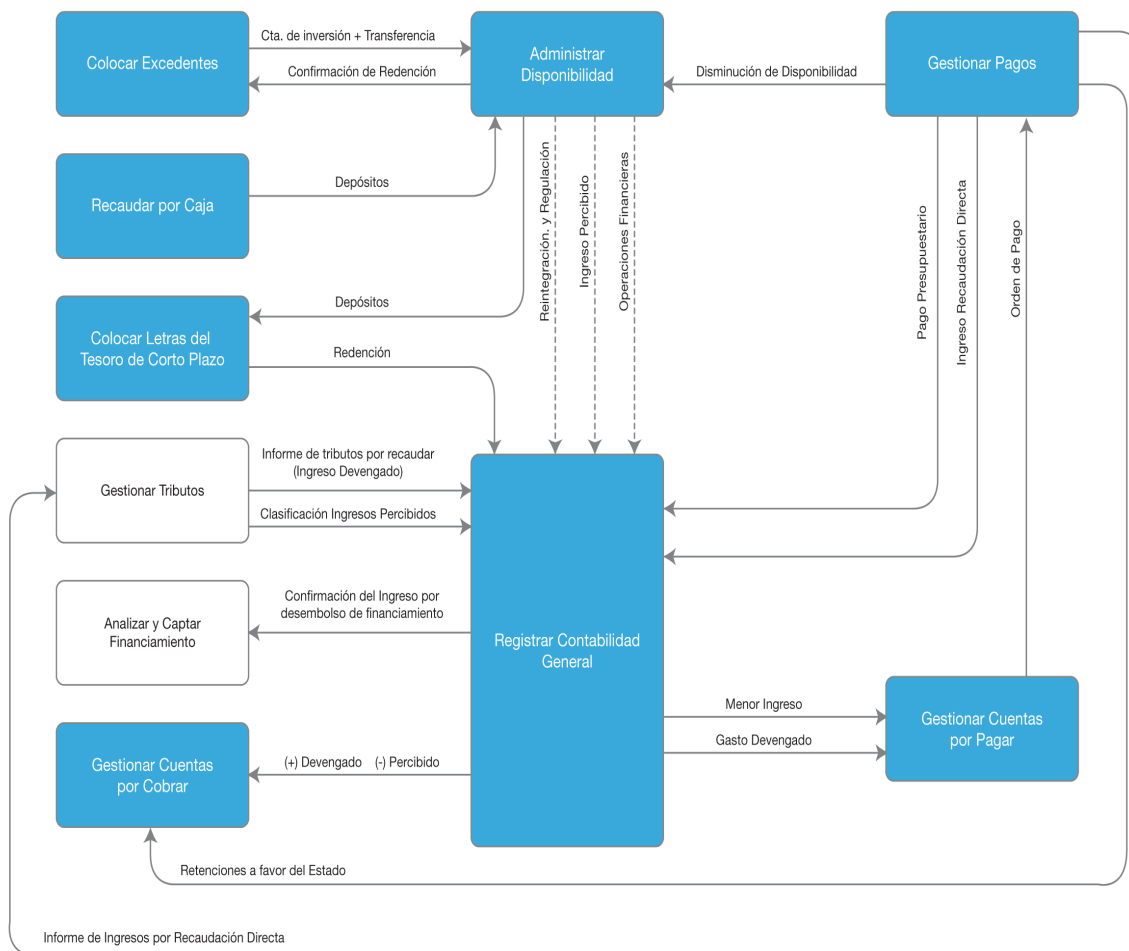 Colocar Excedentes
Cta. de inversión + Transferencia
Confirmación de Redención
Administrar
Disponibilidad
Disminución de Disponibilidad
Gestionar Pagos
Recaudar por Caja
Depósitos
Reintegración. y Regulación
Ingreso Percibido
Operaciones Financieras
Pago Presupuestario
Ingreso Recaudación Directa
Orden de Pago
Colocar Letras del
Tesoro de Corto Plazo
Depósitos
Redención
Gestionar Tributos
Informe de tributos por recaudar
(Ingreso Devengado)
Clasificación Ingresos Percibidos
Analizar y Captar
Financiamiento
Confirmación del Ingreso por
desembolso de financiamiento
Registrar Contabilidad
General
Menor Ingreso
Gasto Devengado
Gestionar Cuentas
por Pagar
Gestionar Cuentas
por Cobrar
(+) Devengado (-) Percibido
Retenciones a favor del Estado
Informe de Ingresos por Recaudación Directa